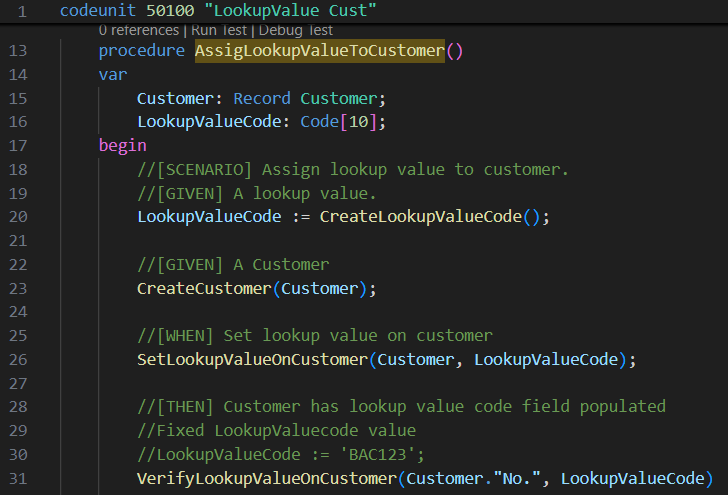 1 codeunit 50100 "LookupValue Cust"
0 references | Run Test | Debug Test
13 procedure AssigLookupValueToCustomer()
14 var
15 Customer: Record Customer;
16 LookupValueCode: Code[10];
17 begin
18 //[SCENARIO] Assign lookup value to customer.
19 //[GIVEN] A lookup value.
20 LookupValueCode := CreateLookupValueCode();
21
22 //[GIVEN] A Customer
23 CreateCustomer(Customer);
24
25 //[WHEN] Set lookup value on customer
26 SetLookupValueOnCustomer(Customer, LookupValueCode);
27
28 //[THEN] Customer has lookup value code field populated
29 //Fixed LookupValuecode value
30 //LookupValueCode := 'BAC123';
31 VerifyLookupValueOnCustomer(Customer."No.", LookupValueCode)